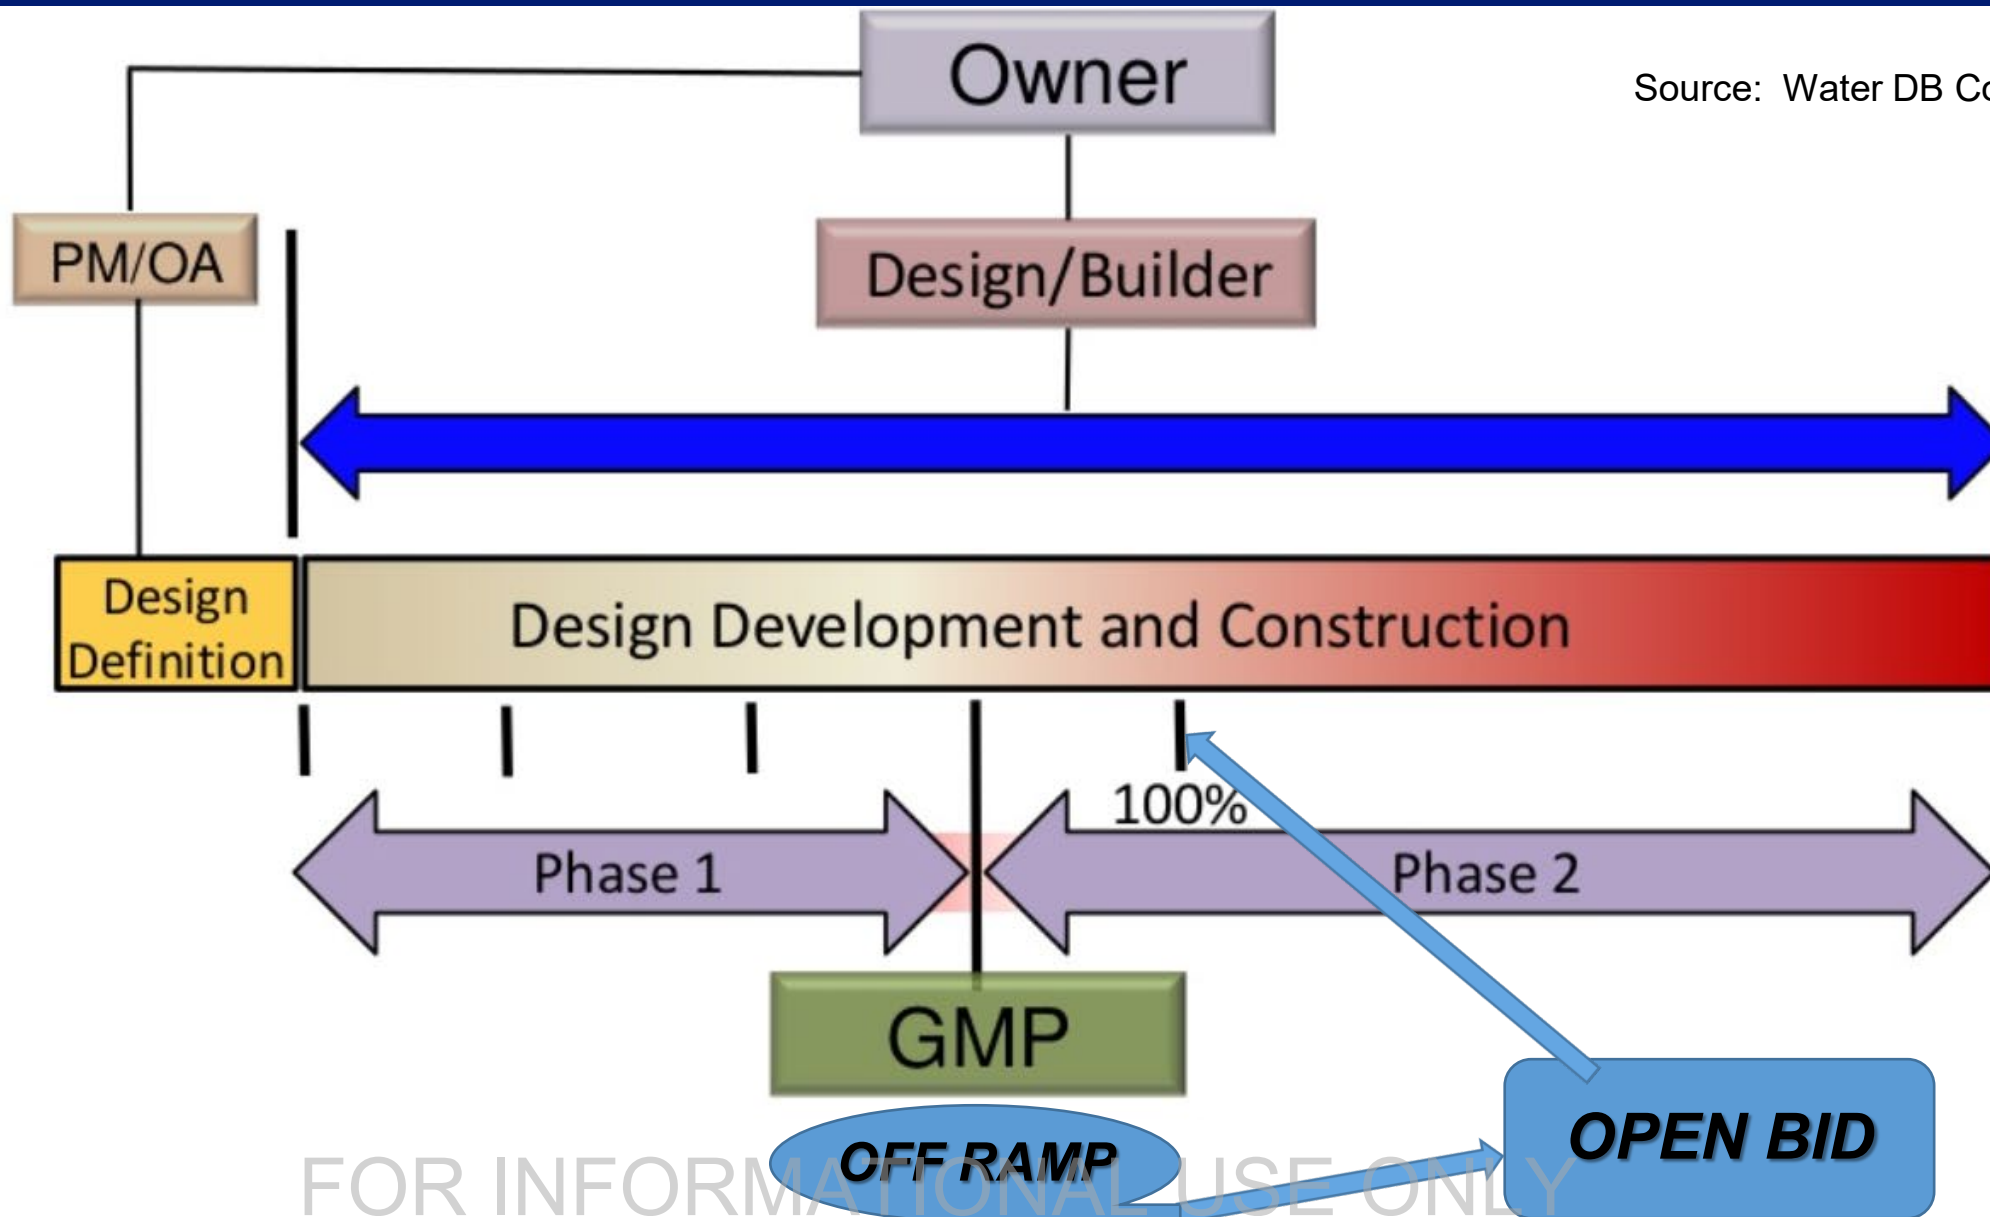 Owner
Source: Water DB Co
PM/OA
Design/Builder
Design
Definition
Design Development and Construction
100%
Phase 1
Phase 2
GMP
OPEN BID
OFF RAMP
FOR INFORMATIONAL USE ONLY